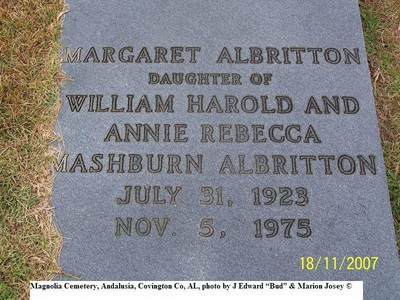 MARGARET ALBRITTON
DAUGHTER OF
WILLIAM HAROLD AND
ANNIE REBECCA
MASHBURN ALBRITTON
JULY 31, 1923
NOV. 5, 1975
18/11/2007
Magnolia Cemetery, Andalusia, Covington Co, AL, photo by J Edward “Bud” & Marion Josey ©